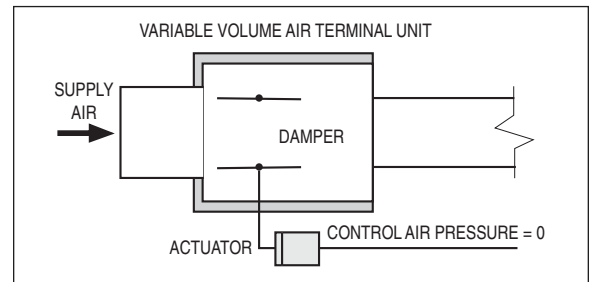 VARIABLE VOLUME AIR TERMINAL UNIT
SUPPLY
AIR
DAMPER
ACTUATOR
CONTROL AIR PRESSURE = 0